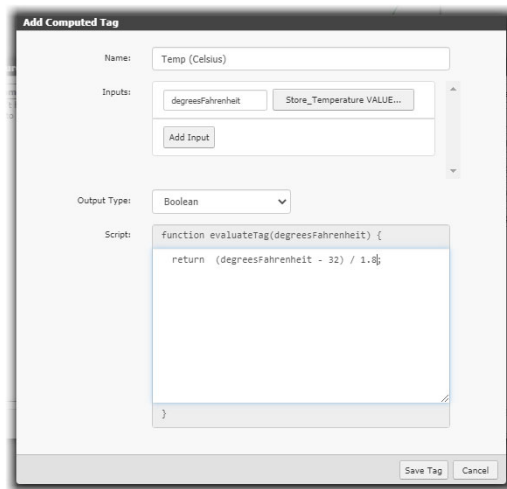 Add Computed Tag
Name: Temp (Celsius)
Inputs: degreesFahrenheit Store_Temperature VALUE...
Add Input
Output Type: Boolean
Script: function evaluateTag(degreesFahrenheit) {
return (degreesFahrenheit - 32) / 1.8;
}
Save Tag Cancel